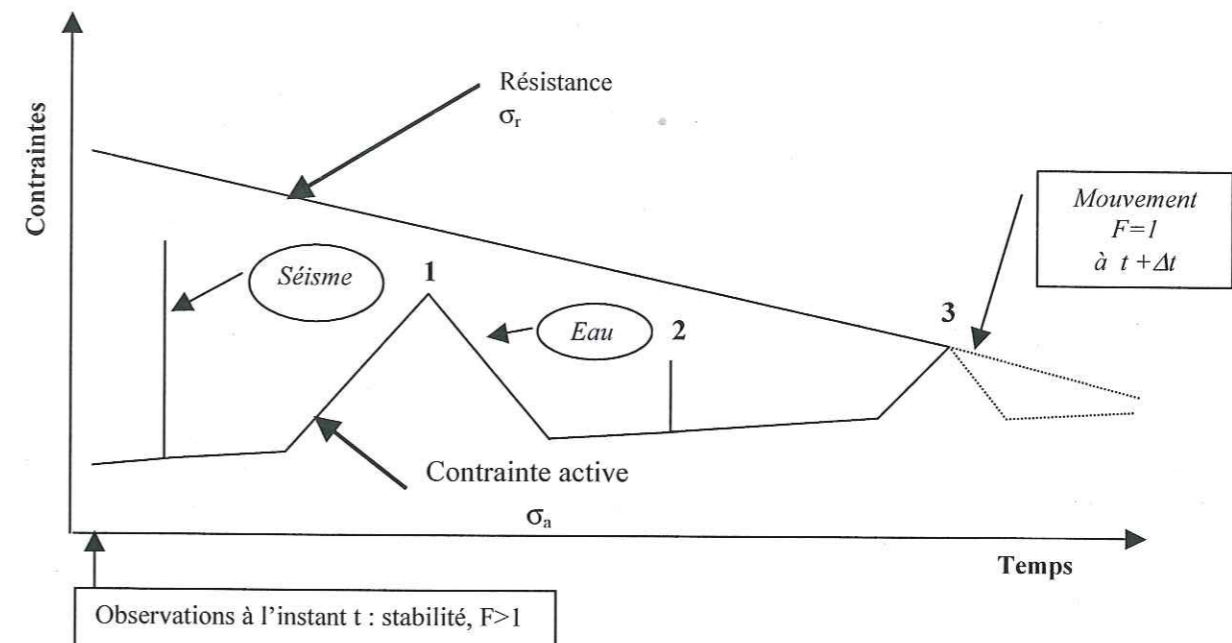 Contraintes
Résistance
σr
Mouvement
F=1
à t +Δt
Séisme
1
Eau
2
3
Contrainte active
σa
Temps
Observations à l'instant t : stabilité, F>1